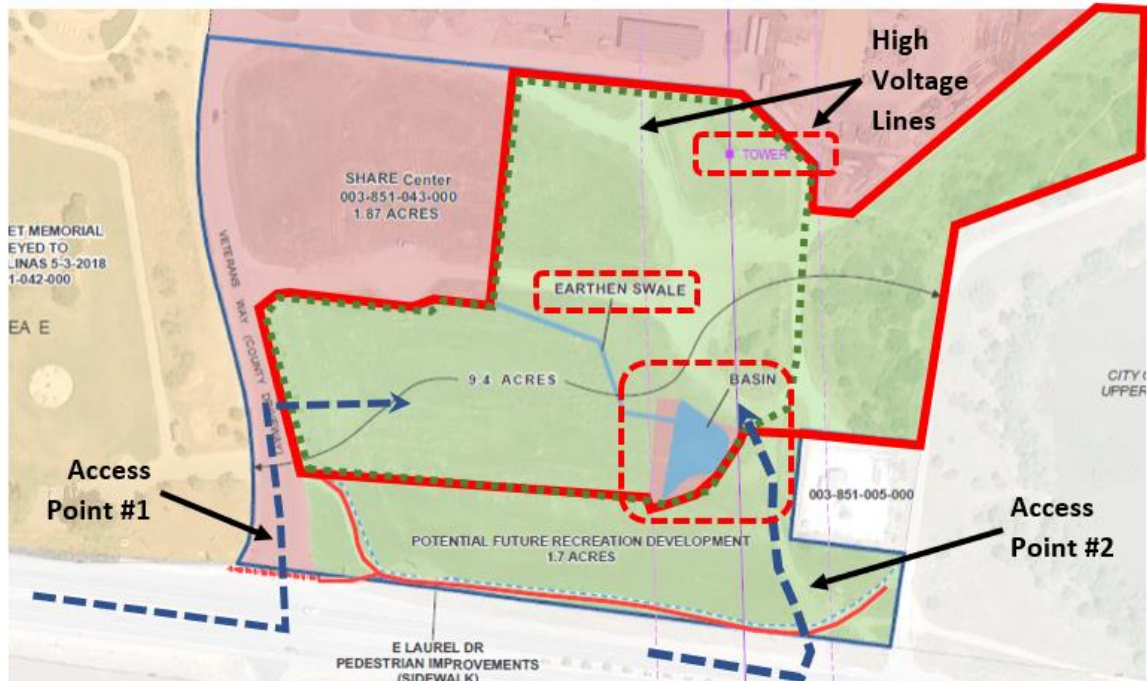 High
Voltage
Lines
TOWER
SHARE Center
003-851-043-000
1.87 ACRES
ET MEMORIAL
EYED TO
LINAS 5-3-2018
1-042-000
EA E
VETERANS WAY (COUNTY DRIVEWAY)
EARTHEN SWALE
9.4 ACRES
BASIN
CITY
UPPER
Access
Point #1
003-851-005-000
Access
Point #2
POTENTIAL FUTURE RECREATION DEVELOPMENT
1.7 ACRES
E LAUREL DR
PEDESTRIAN IMPROVEMENTS
(SIDEWALK)